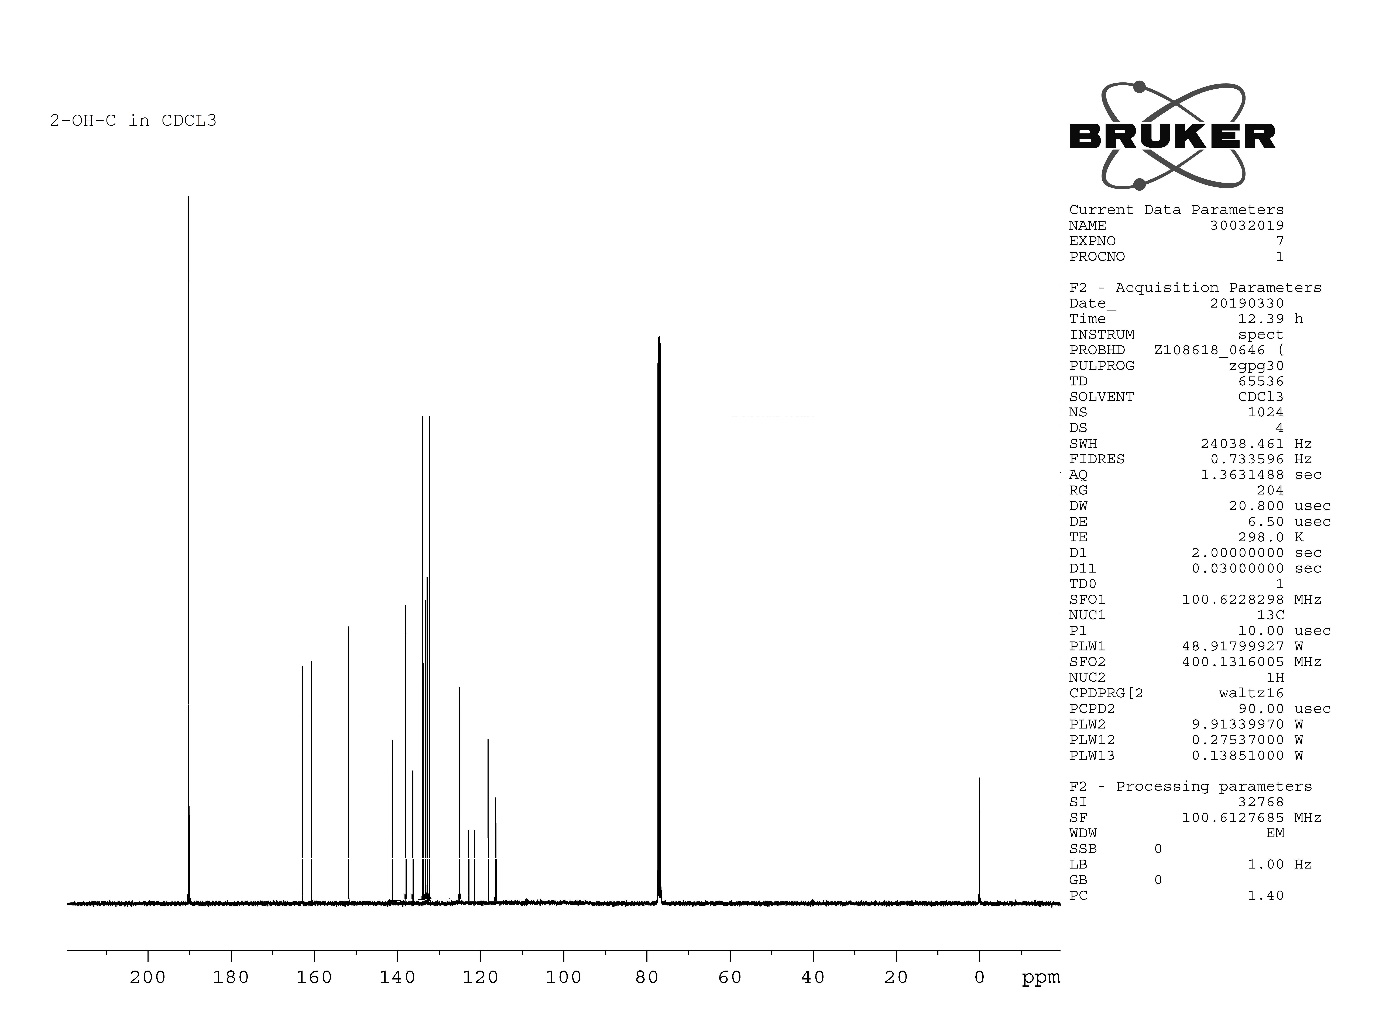 2-OH-C in CDCL3
BRUKER
Current Data Parameters
NAME 30032019
EXPNO 7
PROCNO 1
F2 - Acquisition Parameters
Date_ 20190330
Time 12.39 h
INSTRUM spect
PROBHD Z108618_0646 (
PULPROG zgpg30
TD 65536
SOLVENT CDCl3
NS 1024
DS 4
SWH 24038.461 Hz
FIDRES 0.733596 Hz
AQ 1.3631488 sec
RG 204
DW 20.800 usec
DE 6.50 usec
TE 298.0 K
D1 2.00000000 sec
D11 0.03000000 sec
TD0 1
SFO1 100.6228298 MHz
NUC1 13C
P1 10.00 usec
PLW1 48.91799927 W
SFO2 400.1316005 MHz
NUC2 1H
CPDPRG[2 waltz16
PCPD2 90.00 usec
PLW2 9.91339970 W
PLW12 0.27537000 W
PLW13 0.13851000 W
F2 - Processing parameters
SI 32768
SF 100.6127685 MHz
WDW EM
SSB 0
LB 1.00 Hz
GB 0
PC 1.40
200 180 160 140 120 100 80 60 40 20 0 ppm